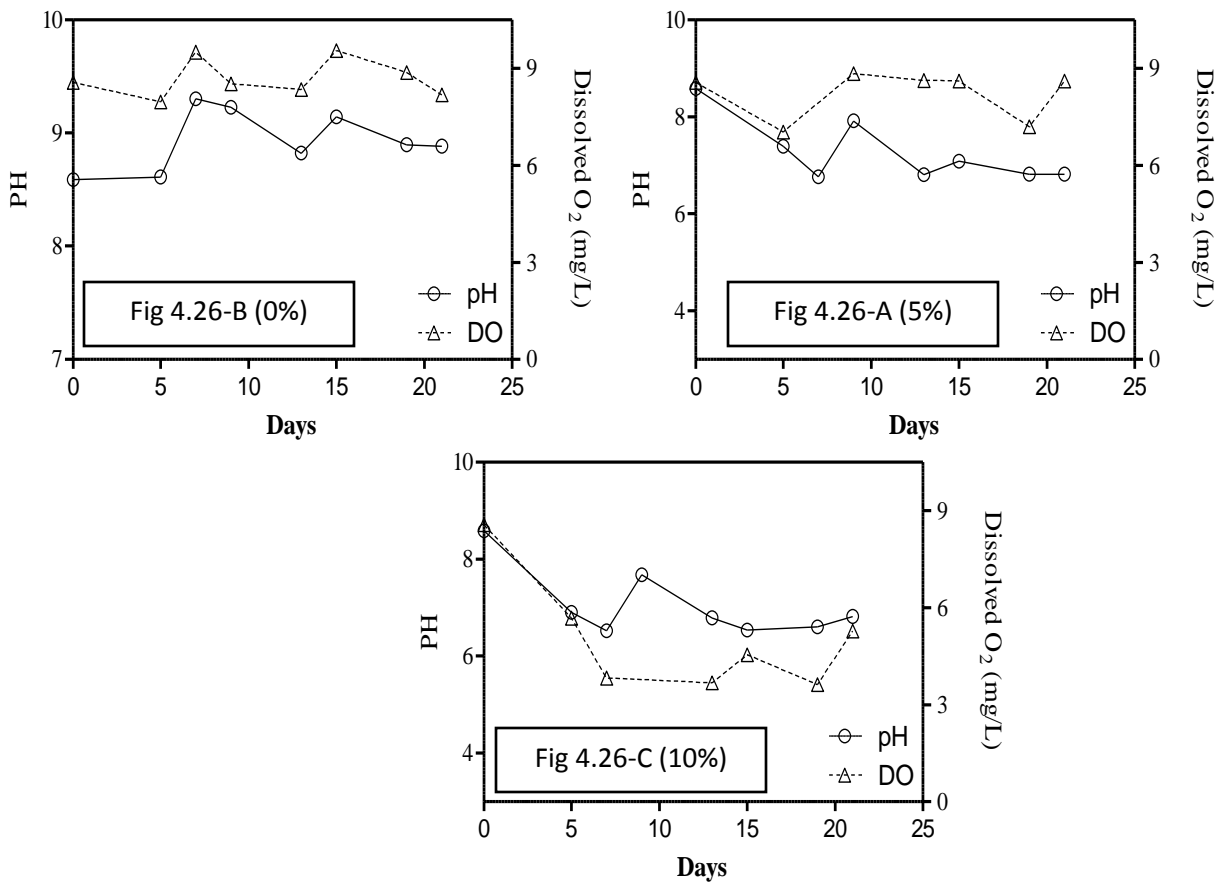 10
9
8
7
PH
9
6
3
0
Dissolved O2 (mg/L)
Fig 4.26-B (0%)
pH
DO
0 5 10 15 20 25
Days
10
8
6
4
PH
9
6
3
0
Dissolved O2 (mg/L)
Fig 4.26-A (5%)
pH
DO
0 5 10 15 20 25
Days
10
8
6
4
PH
9
6
3
0
Dissolved O2 (mg/L)
Fig 4.26-C (10%)
pH
DO
0 5 10 15 20 25
Days